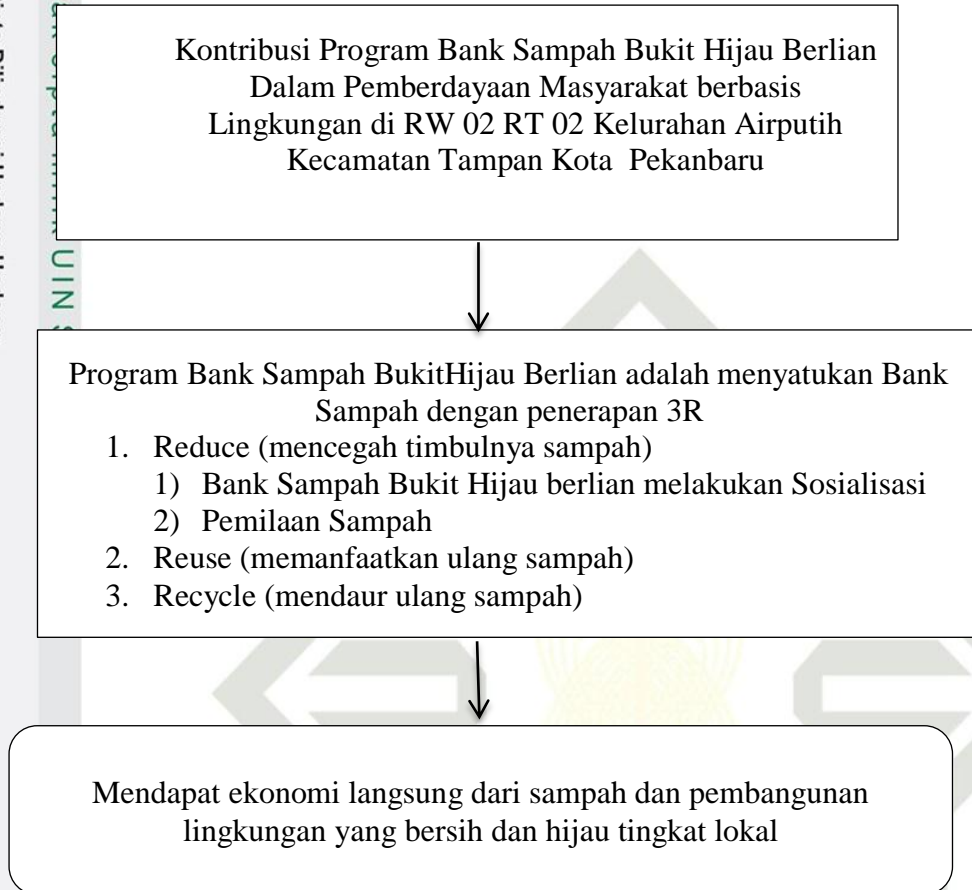 Kontribusi Program Bank Sampah Bukit Hijau Berlian
Dalam Pemberdayaan Masyarakat berbasis
Lingkungan di RW 02 RT 02 Kelurahan Airputih
Kecamatan Tampan Kota Pekanbaru
UIN
Program Bank Sampah BukitHijau Berlian adalah menyatukan Bank
Sampah dengan penerapan 3R
1. Reduce (mencegah timbulnya sampah)
1) Bank Sampah Bukit Hijau berlian melakukan Sosialisasi
2) Pemilaan Sampah
2. Reuse (memanfaatkan ulang sampah)
3. Recycle (mendaur ulang sampah)
Mendapat ekonomi langsung dari sampah dan pembangunan
lingkungan yang bersih dan hijau tingkat lokal